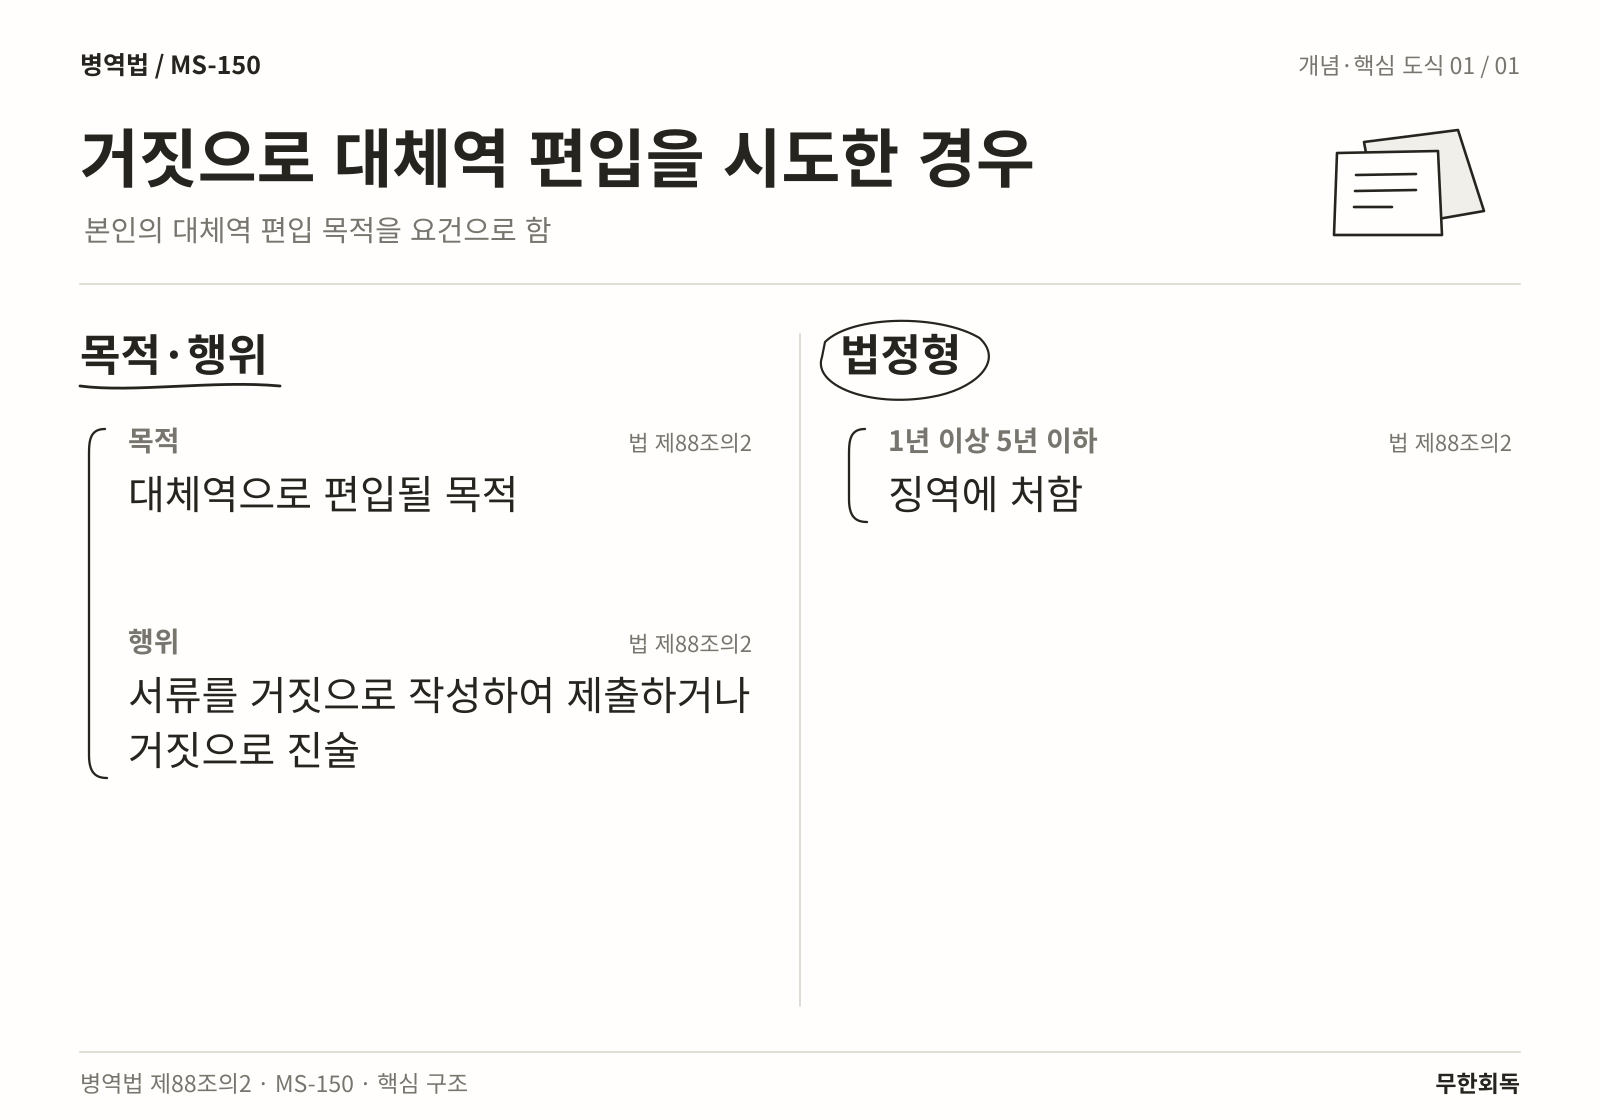 병역법 / MS-150
개념·핵심 도식 01 / 01
거짓으로 대체역 편입을 시도한 경우
본인의 대체역 편입 목적을 요건으로 함
목적·행위
목적
법 제88조의2
대체역으로 편입될 목적
행위
법 제88조의2
서류를 거짓으로 작성하여 제출하거나
거짓으로 진술
법정형
1년 이상 5년 이하
법 제88조의2
징역에 처함
병역법 제88조의2 · MS-150 · 핵심 구조
무한회독